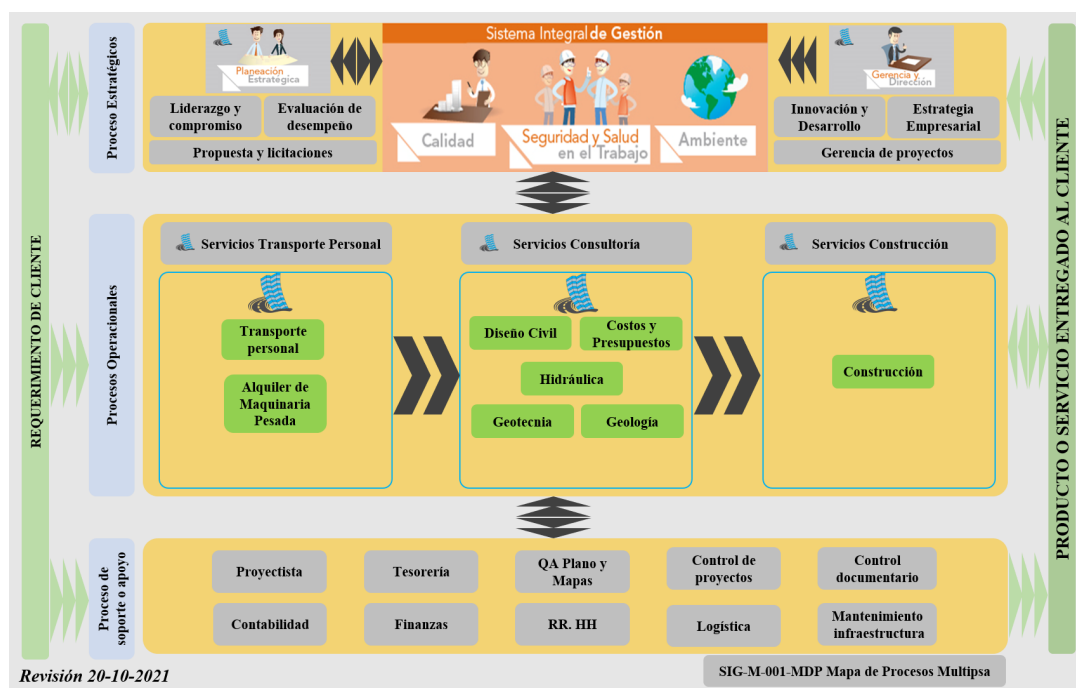 REQUERIMIENTO DE CLIENTE
Proceso Estratégicos
Planeación
Estratégica
Liderazgo y
compromiso
Evaluación de
desempeño
Propuesta y licitaciones
Sistema Integral de Gestión
Calidad
Seguridad y Salud
en el Trabajo
Ambiente
Gerencia y
Dirección
Innovación y
Desarrollo
Estrategia
Empresarial
Gerencia de proyectos
Procesos Operacionales
Servicios Transporte Personal
Servicios Consultoría
Servicios Construcción
Transporte
personal
Alquiler de
Maquinaria
Pesada
Diseño Civil
Costos y
Presupuestos
Hidráulica
Geotecnia
Geología
Construcción
Proceso de
soporte o apoyo
Proyectista
Tesorería
QA Plano y
Mapas
Control de
proyectos
Control
documentario
Contabilidad
Finanzas
RR. HH
Logística
Mantenimiento
infraestructura
PRODUCTO O SERVICIO ENTREGADO AL CLIENTE
Revisión 20-10-2021
SIG-M-001-MDP Mapa de Procesos Multipsa